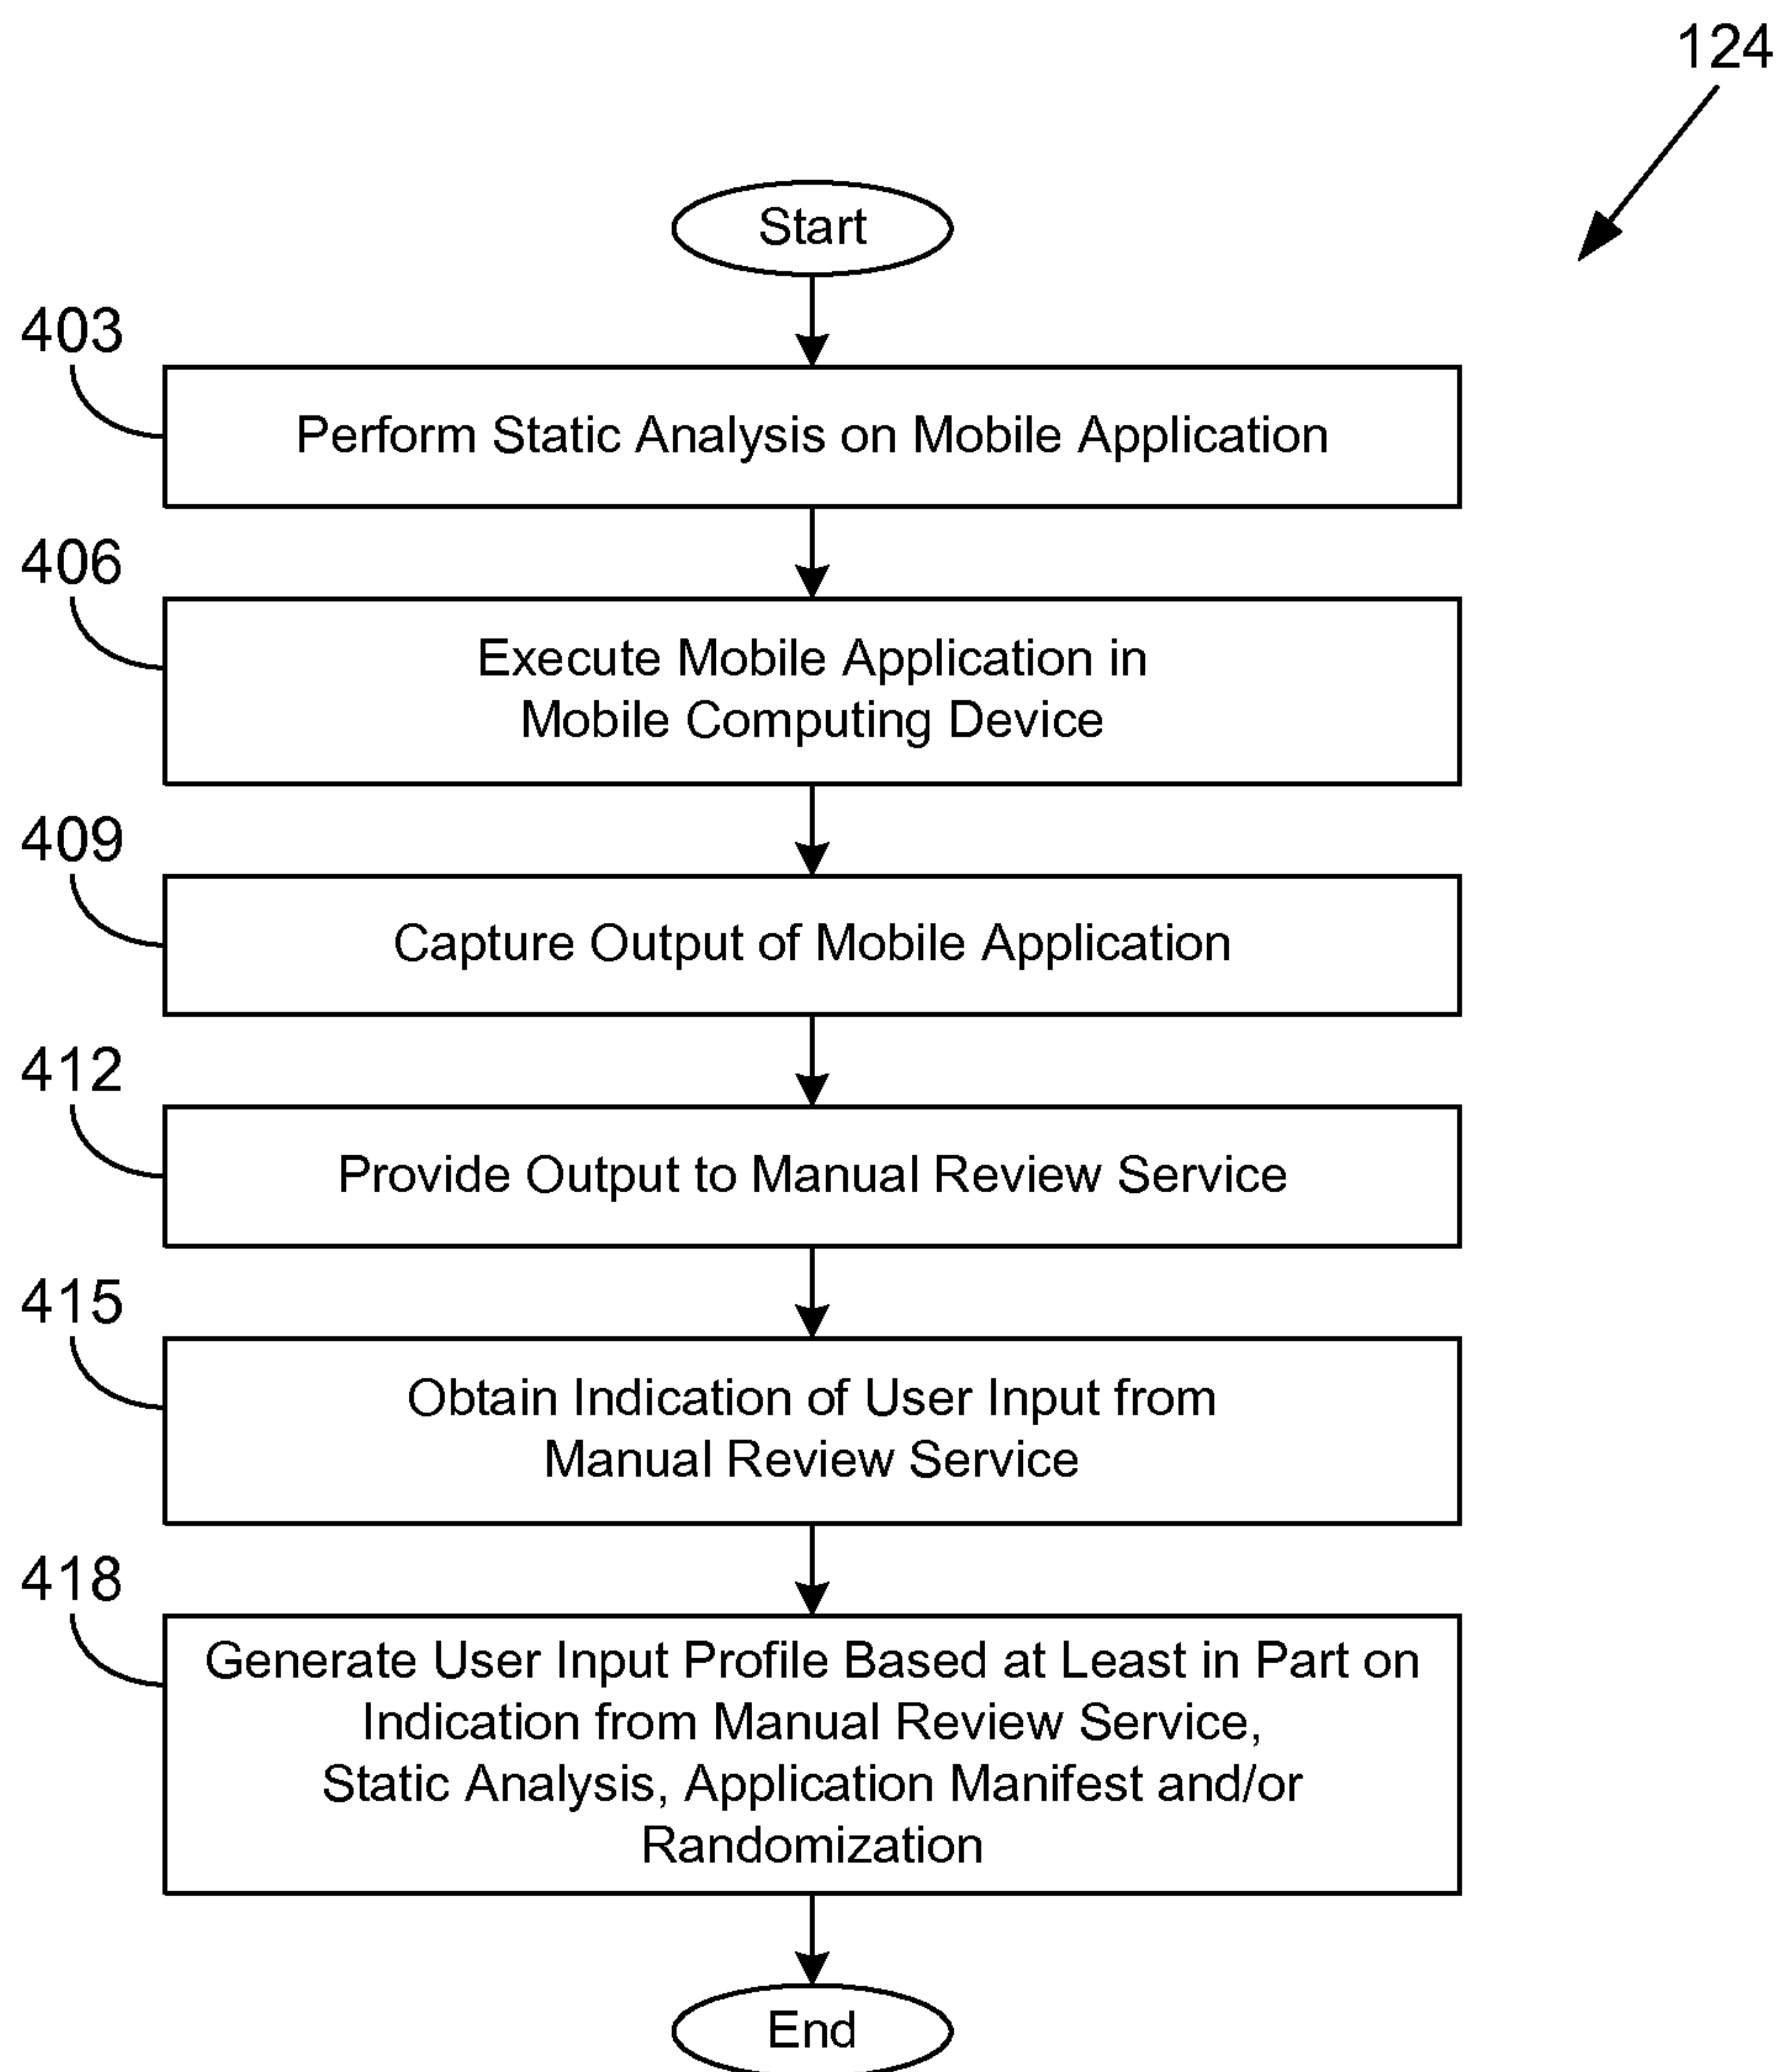 124
Start
403
Perform Static Analysis on Mobile Application
406
Execute Mobile Application in
Mobile Computing Device
409
Capture Output of Mobile Application
412
Provide Output to Manual Review Service
415
Obtain Indication of User Input from
Manual Review Service
418
Generate User Input Profile Based at Least in Part on
Indication from Manual Review Service,
Static Analysis, Application Manifest and/or
Randomization
End